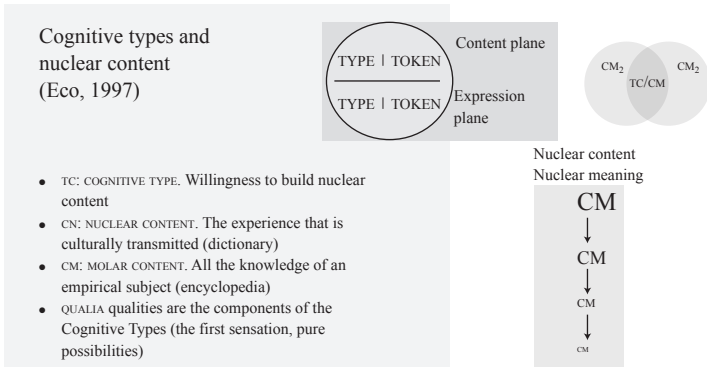 Cognitive types and
nuclear content
(Eco, 1997)
TYPE | TOKEN
TYPE | TOKEN
Content plane
Expression
plane
CM₂
TC/CM
CM₂
• TC: COGNITIVE TYPE. Willingness to build nuclear
content
• CN: NUCLEAR CONTENT. The experience that is
culturally transmitted (dictionary)
• CM: MOLAR CONTENT. All the knowledge of an
empirical subject (encyclopedia)
• QUALIA qualities are the components of the
Cognitive Types (the first sensation, pure
possibilities)
Nuclear content
Nuclear meaning
CM
CM
CM
CM